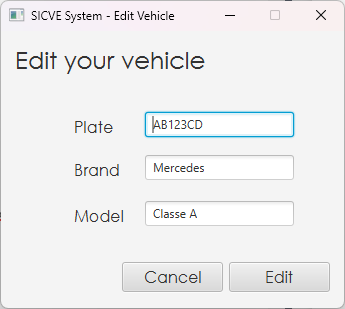 SICVE System - Edit Vehicle
Edit your vehicle
Plate AB123CD
Brand Mercedes
Model Classe A
Cancel Edit